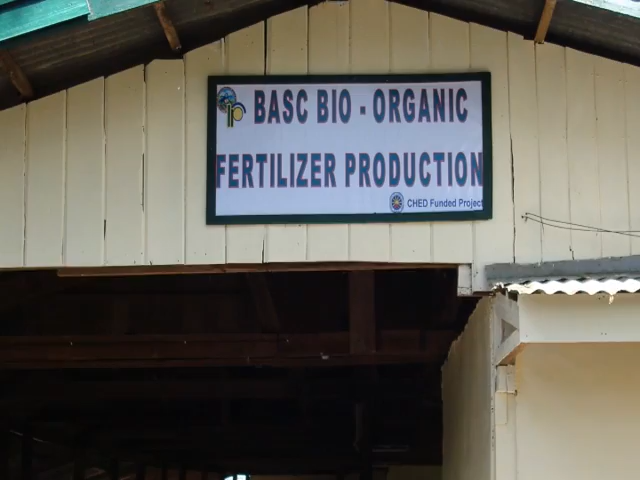 BASC BIO - ORGANIC
FERTILIZER PRODUCTION
CHED Funded Project